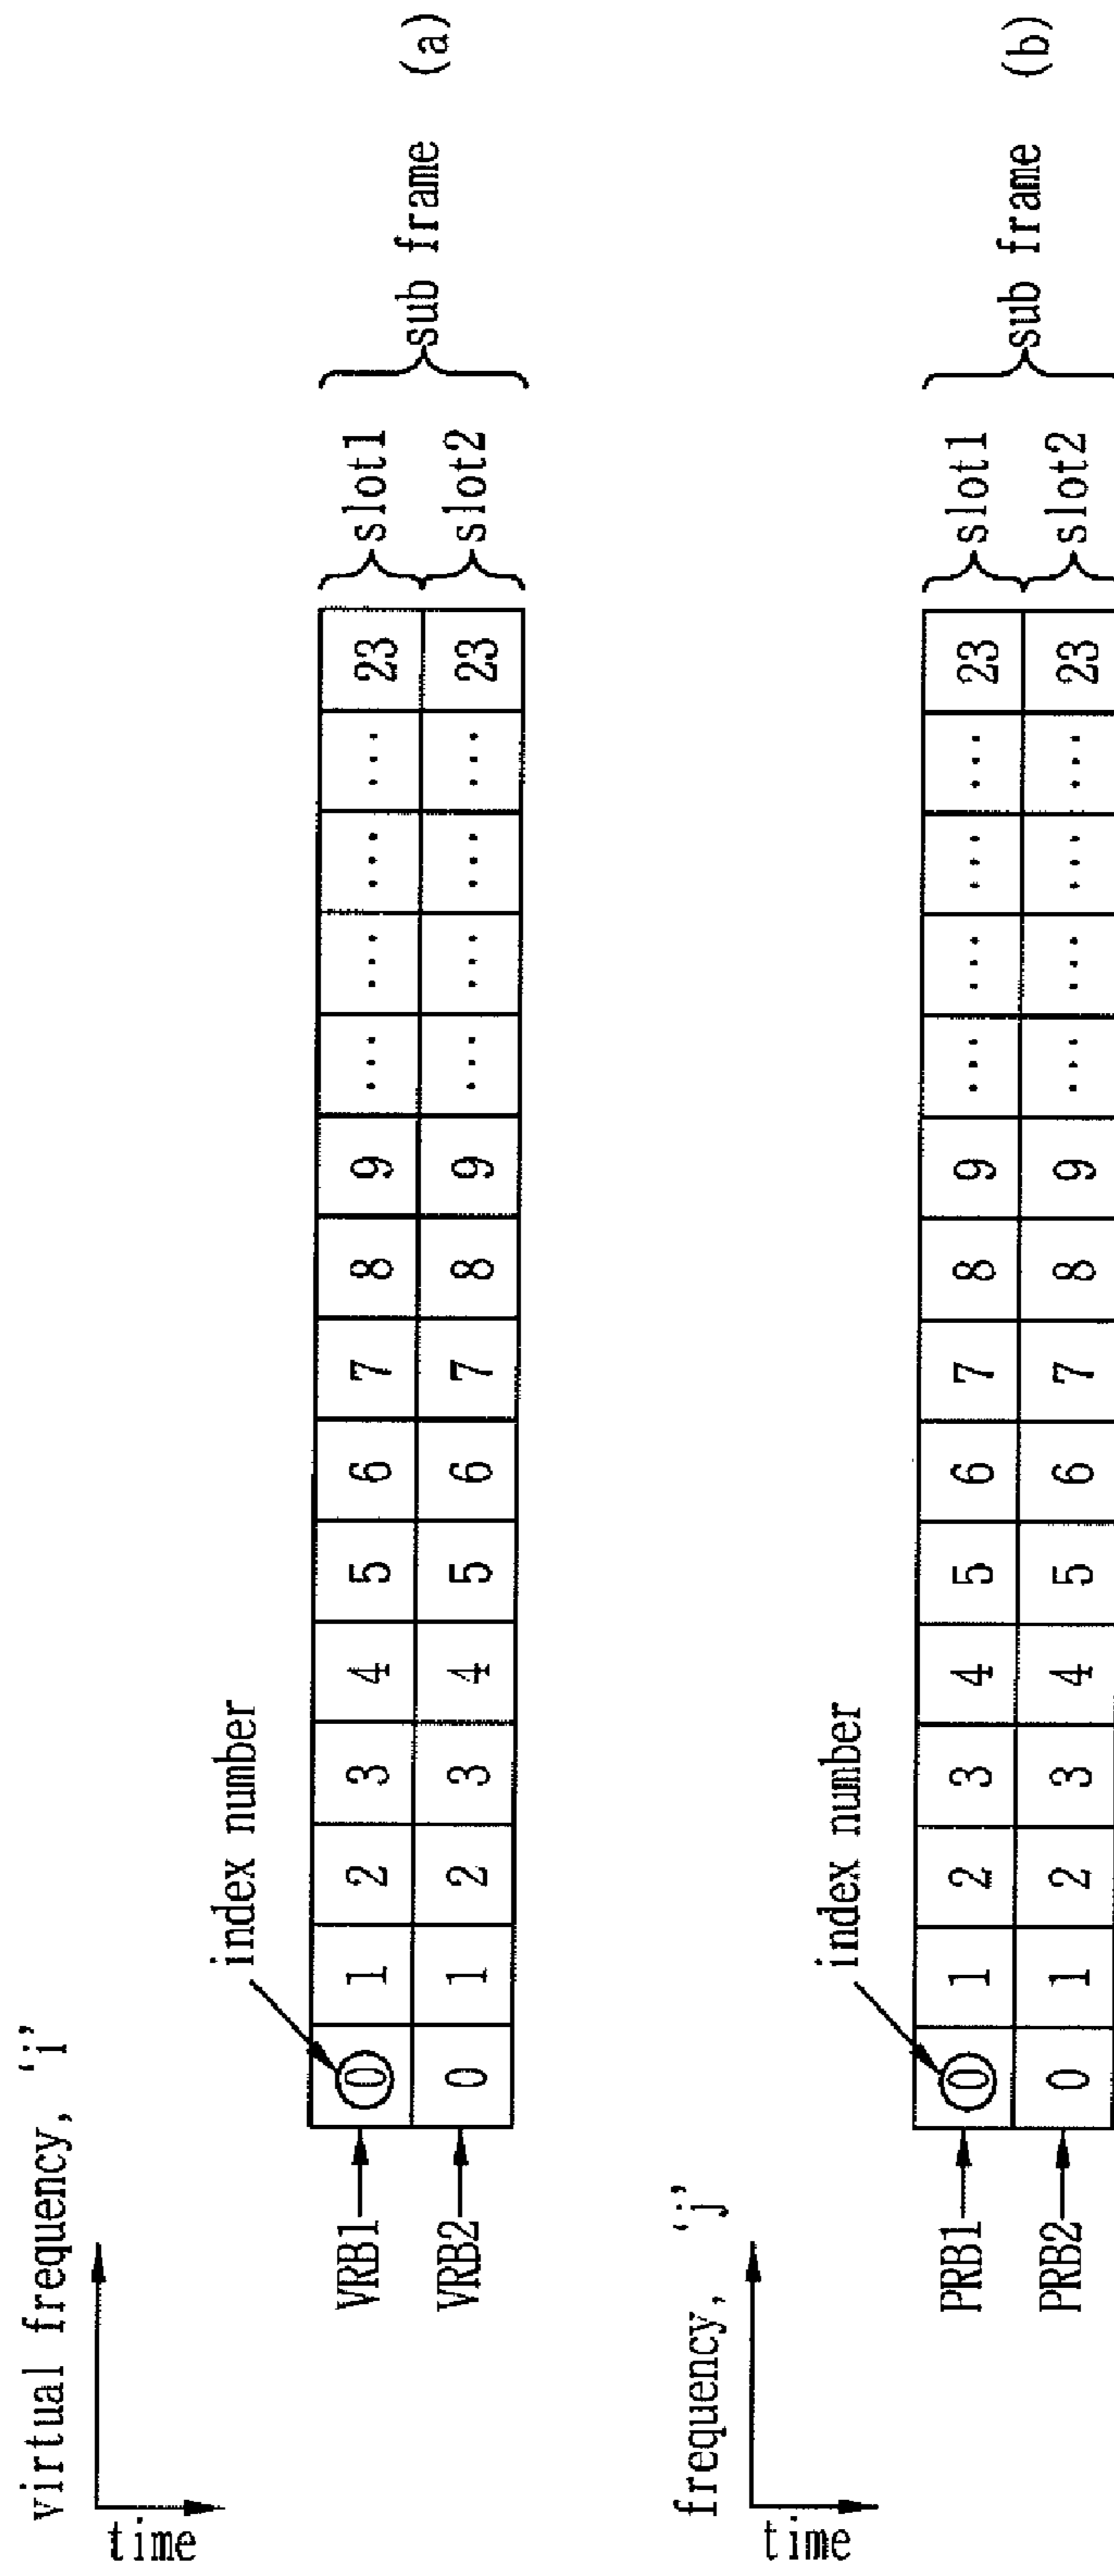 virtual frequency, 'i'
time
index number
VRB1 0 1 2 3 4 5 6 7 8 9 ... ... ... ... 23 slot1
VRB2 0 1 2 3 4 5 6 7 8 9 ... ... ... ... 23 slot2
sub frame (a)
frequency, 'j'
time
index number
PRB1 0 1 2 3 4 5 6 7 8 9 ... ... ... ... 23 slot1
PRB2 0 1 2 3 4 5 6 7 8 9 ... ... ... ... 23 slot2
sub frame (b)